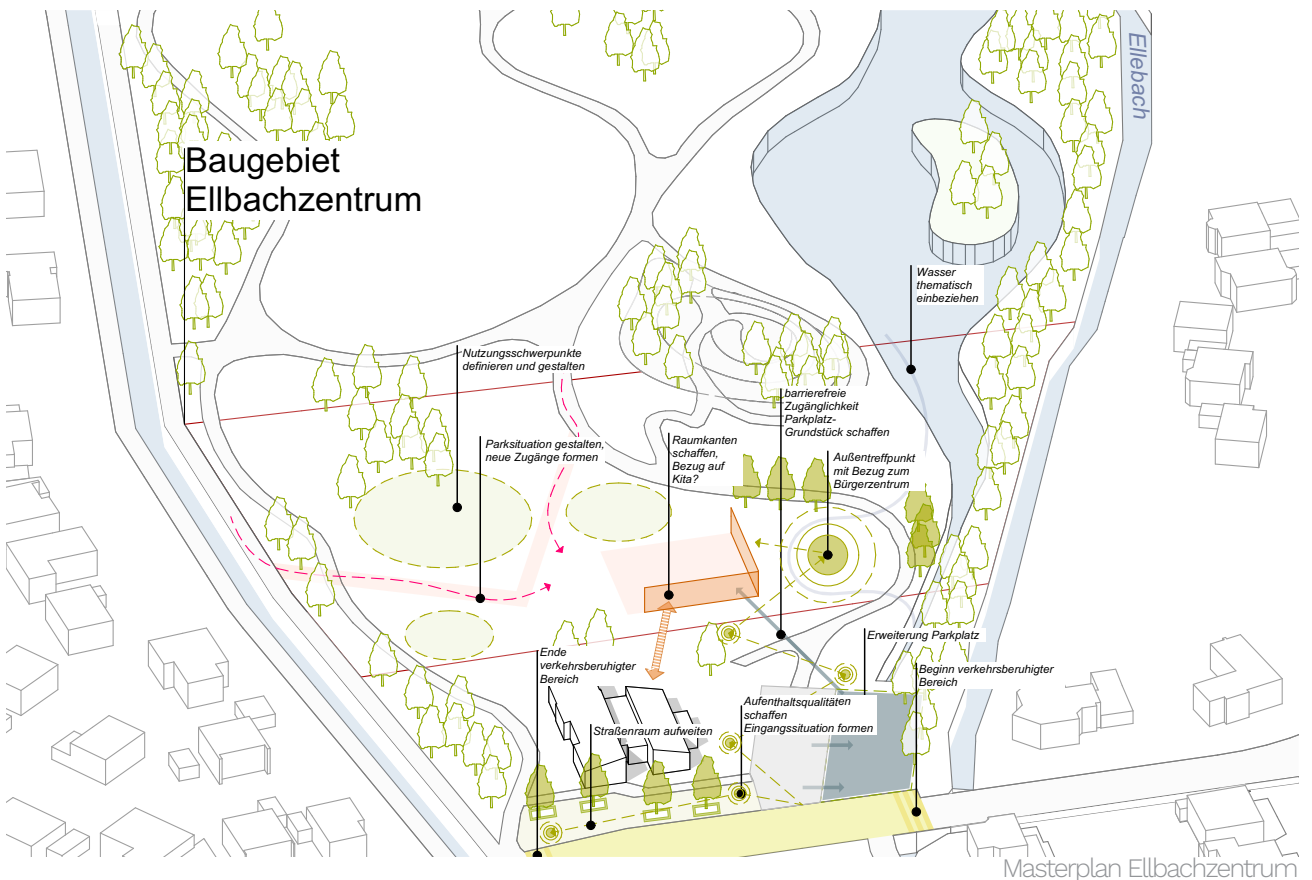 Ellebach
Baugebiet
Ellbachzentrum
Wasser
thematisch
einbeziehen
Nutzungsschwerpunkte
definieren und gestalten
barrierefreie
Zugänglichkeit
Parkplatz-
Grundstück schaffen
Parksituation gestalten,
neue Zugänge formen
Raumkanten
schaffen,
Bezug auf
Kita?
Außentreffpunkt
mit Bezug zum
Bürgerzentrum
Erweiterung Parkplatz
Ende
verkehrsberuhigter
Bereich
Beginn verkehrsberuhigter
Bereich
Aufenthaltsqualitäten
schaffen
Eingangssituation formen
Straßenraum aufweiten
Masterplan Ellbachzentrum